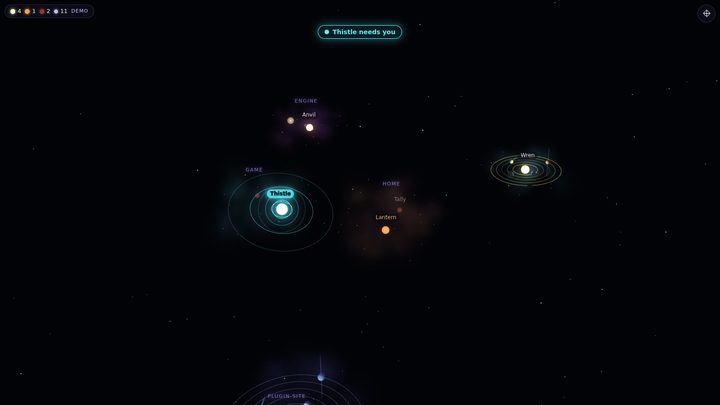 4 1 2 11 DEMO
Thistle needs you
ENGINE
Anvil
Wren
GAME
Thistle
HOME
Tally
Lantern
PLUGIN-SITE